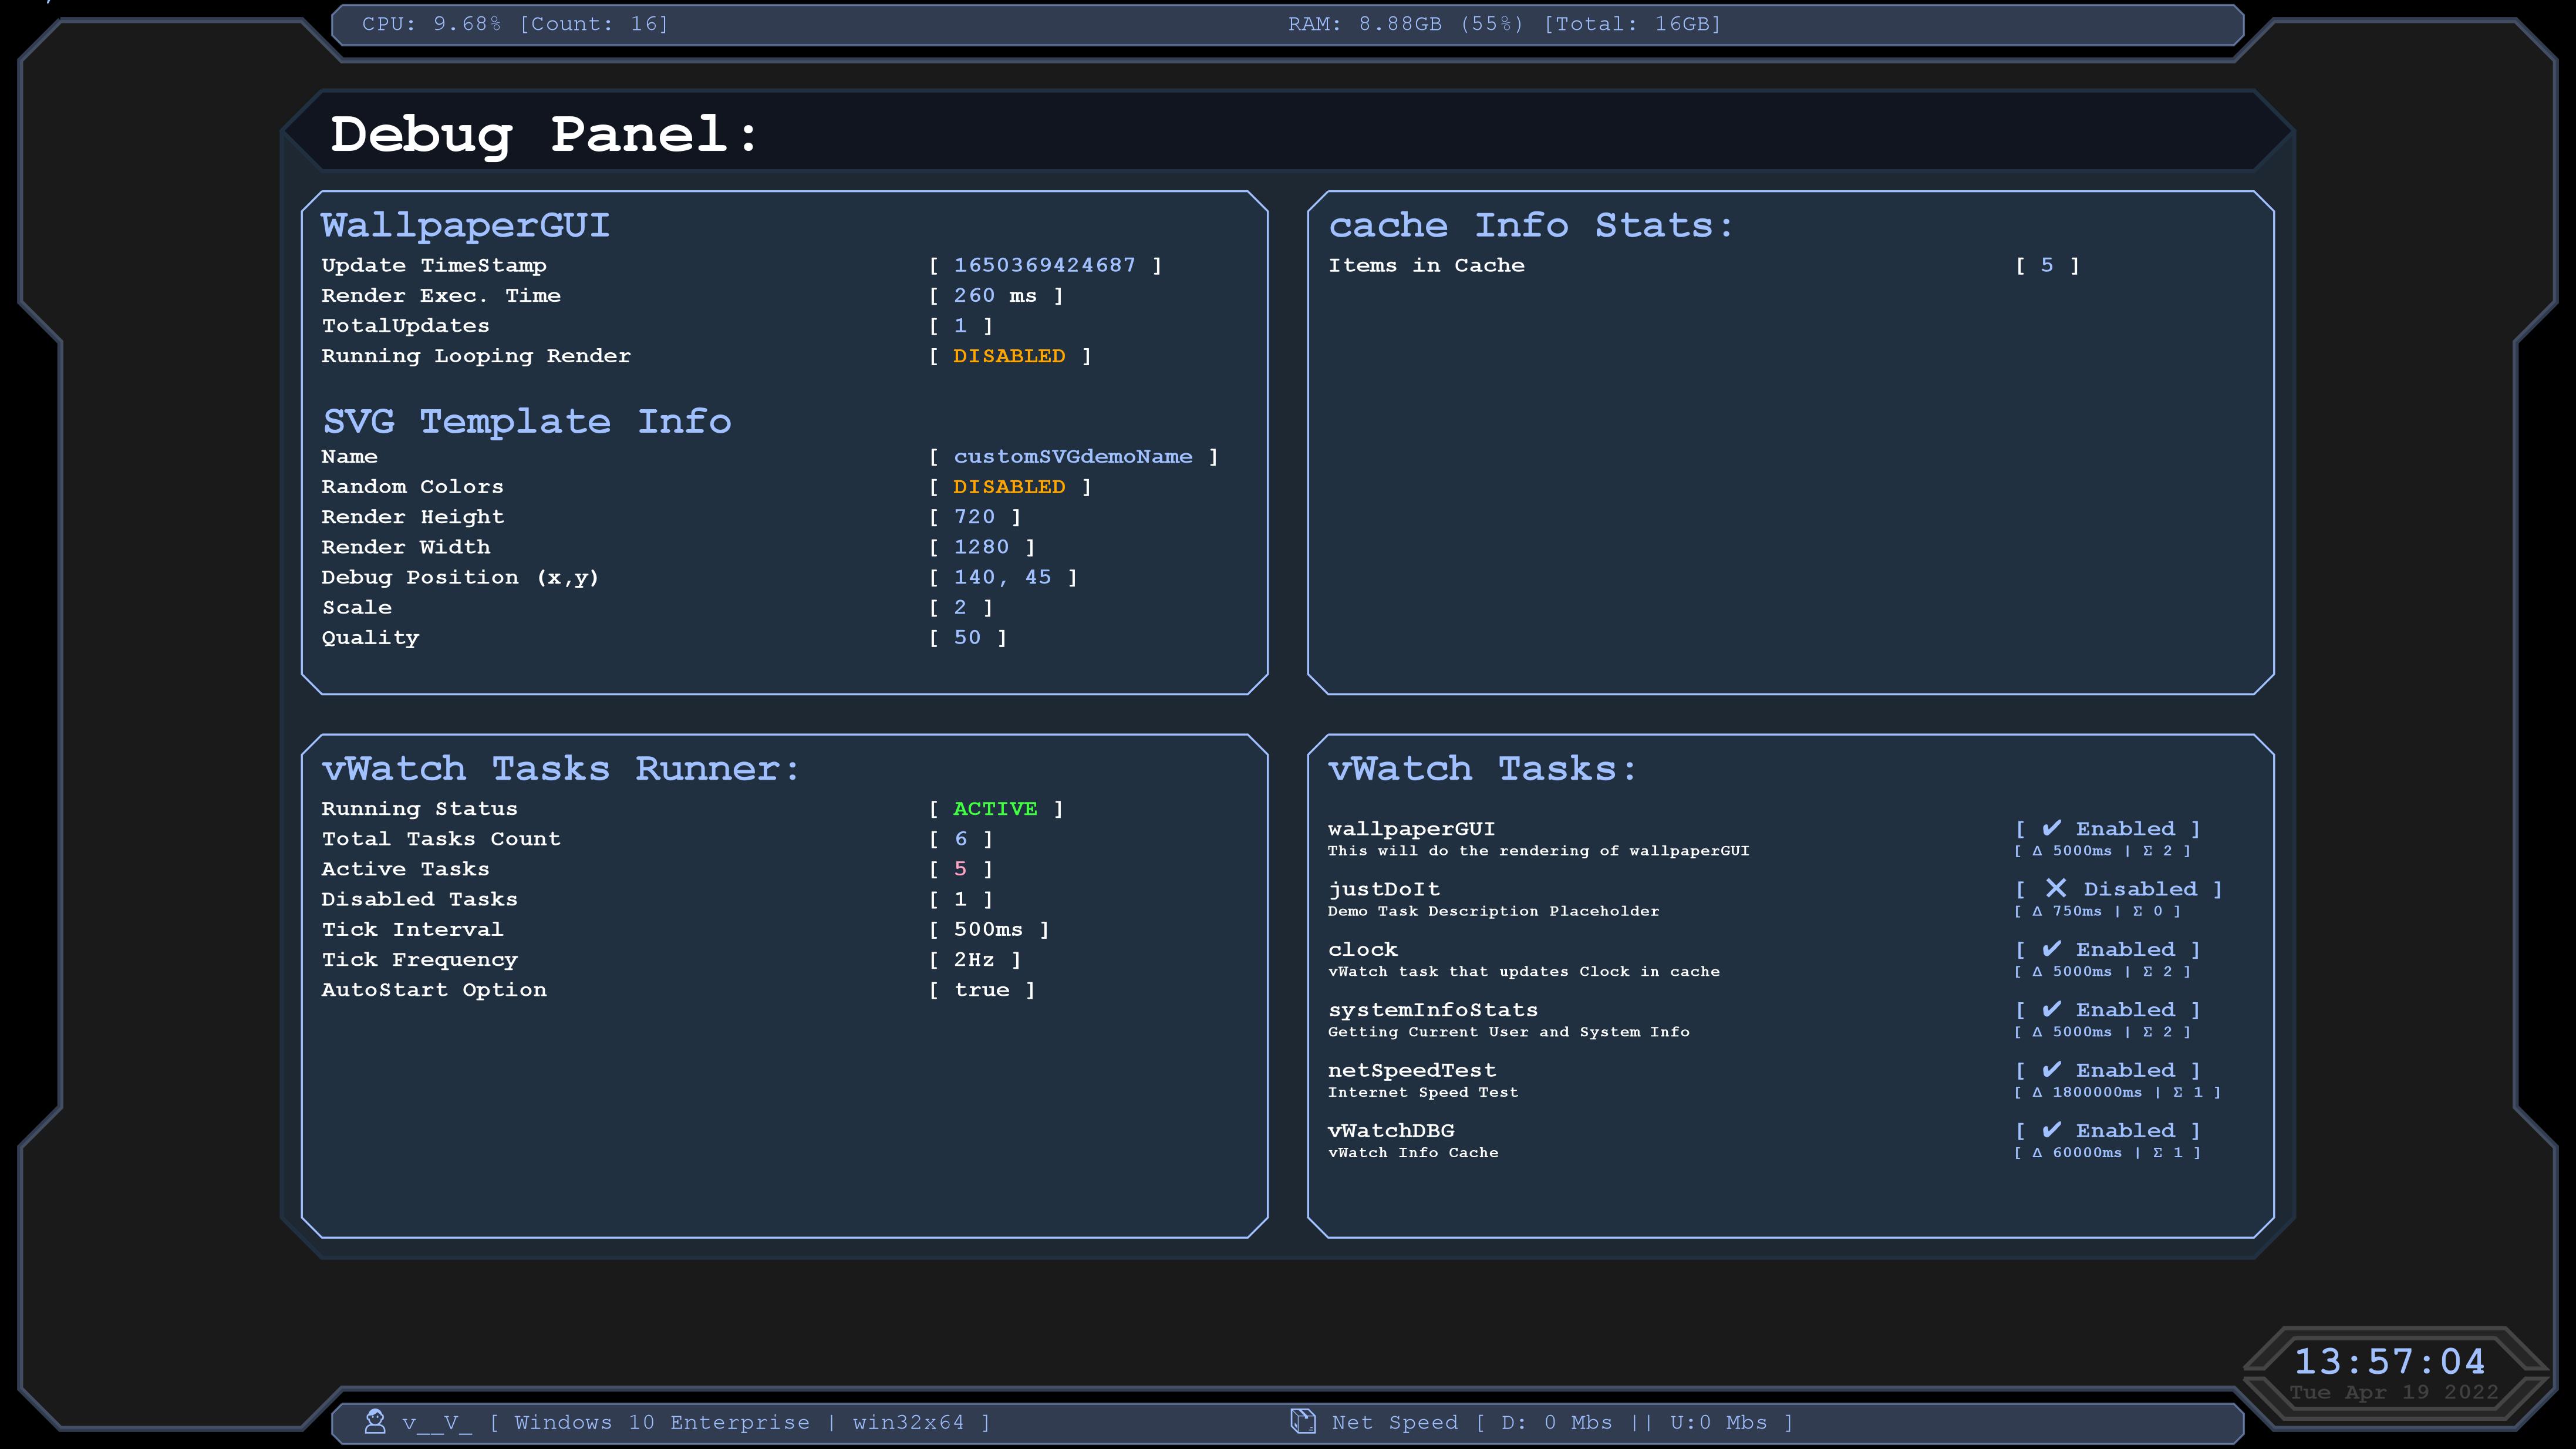 CPU: 9.68% [Count: 16]
RAM: 8.88GB (55%) [Total: 16GB]
Debug Panel:
WallpaperGUI
Update TimeStamp [ 1650369424687 ]
Render Exec. Time [ 260 ms ]
TotalUpdates [ 1 ]
Running Looping Render [ DISABLED ]
SVG Template Info
Name [ customSVGdemoName ]
Random Colors [ DISABLED ]
Render Height [ 720 ]
Render Width [ 1280 ]
Debug Position (x,y) [ 140, 45 ]
Scale [ 2 ]
Quality [ 50 ]
cache Info Stats:
Items in Cache [ 5 ]
vWatch Tasks Runner:
Running Status [ ACTIVE ]
Total Tasks Count [ 6 ]
Active Tasks [ 5 ]
Disabled Tasks [ 1 ]
Tick Interval [ 500ms ]
Tick Frequency [ 2Hz ]
AutoStart Option [ true ]
vWatch Tasks:
wallpaperGUI [ ✔ Enabled ]
This will do the rendering of wallpaperGUI [ Δ 5000ms | Σ 2 ]
justDoIt [ ✕ Disabled ]
Demo Task Description Placeholder [ Δ 750ms | Σ 0 ]
clock [ ✔ Enabled ]
vWatch task that updates Clock in cache [ Δ 5000ms | Σ 2 ]
systemInfoStats [ ✔ Enabled ]
Getting Current User and System Info [ Δ 5000ms | Σ 2 ]
netSpeedTest [ ✔ Enabled ]
Internet Speed Test [ Δ 1800000ms | Σ 1 ]
vWatchDBG [ ✔ Enabled ]
vWatch Info Cache [ Δ 60000ms | Σ 1 ]
13:57:04
Tue Apr 19 2022
v__V_ [ Windows 10 Enterprise | win32x64 ]
Net Speed [ D: 0 Mbs || U:0 Mbs ]